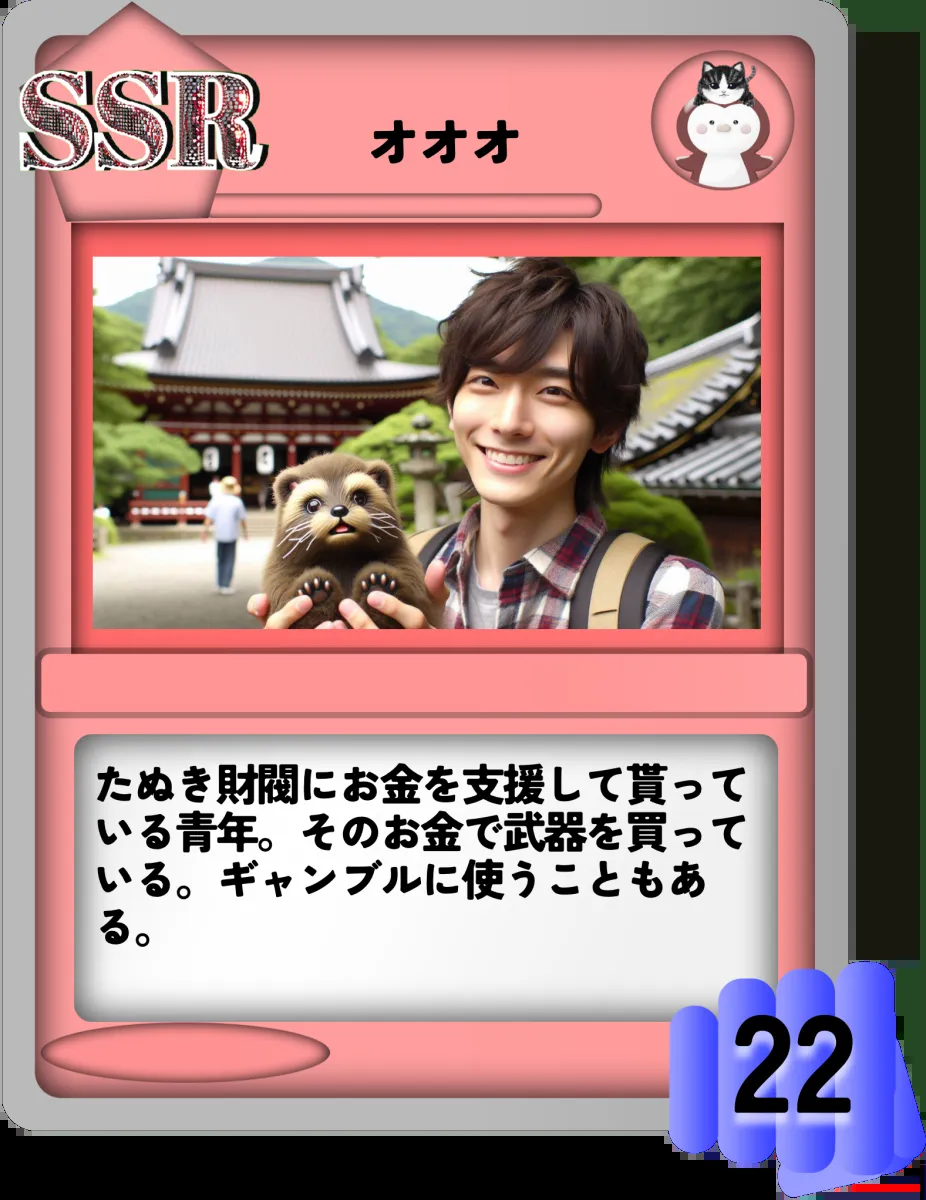 SSR
オオオ
たぬき財閥にお金を支援して貰って
いる青年。そのお金で武器を買って
いる。ギャンブルに使うこともあ
る。
22